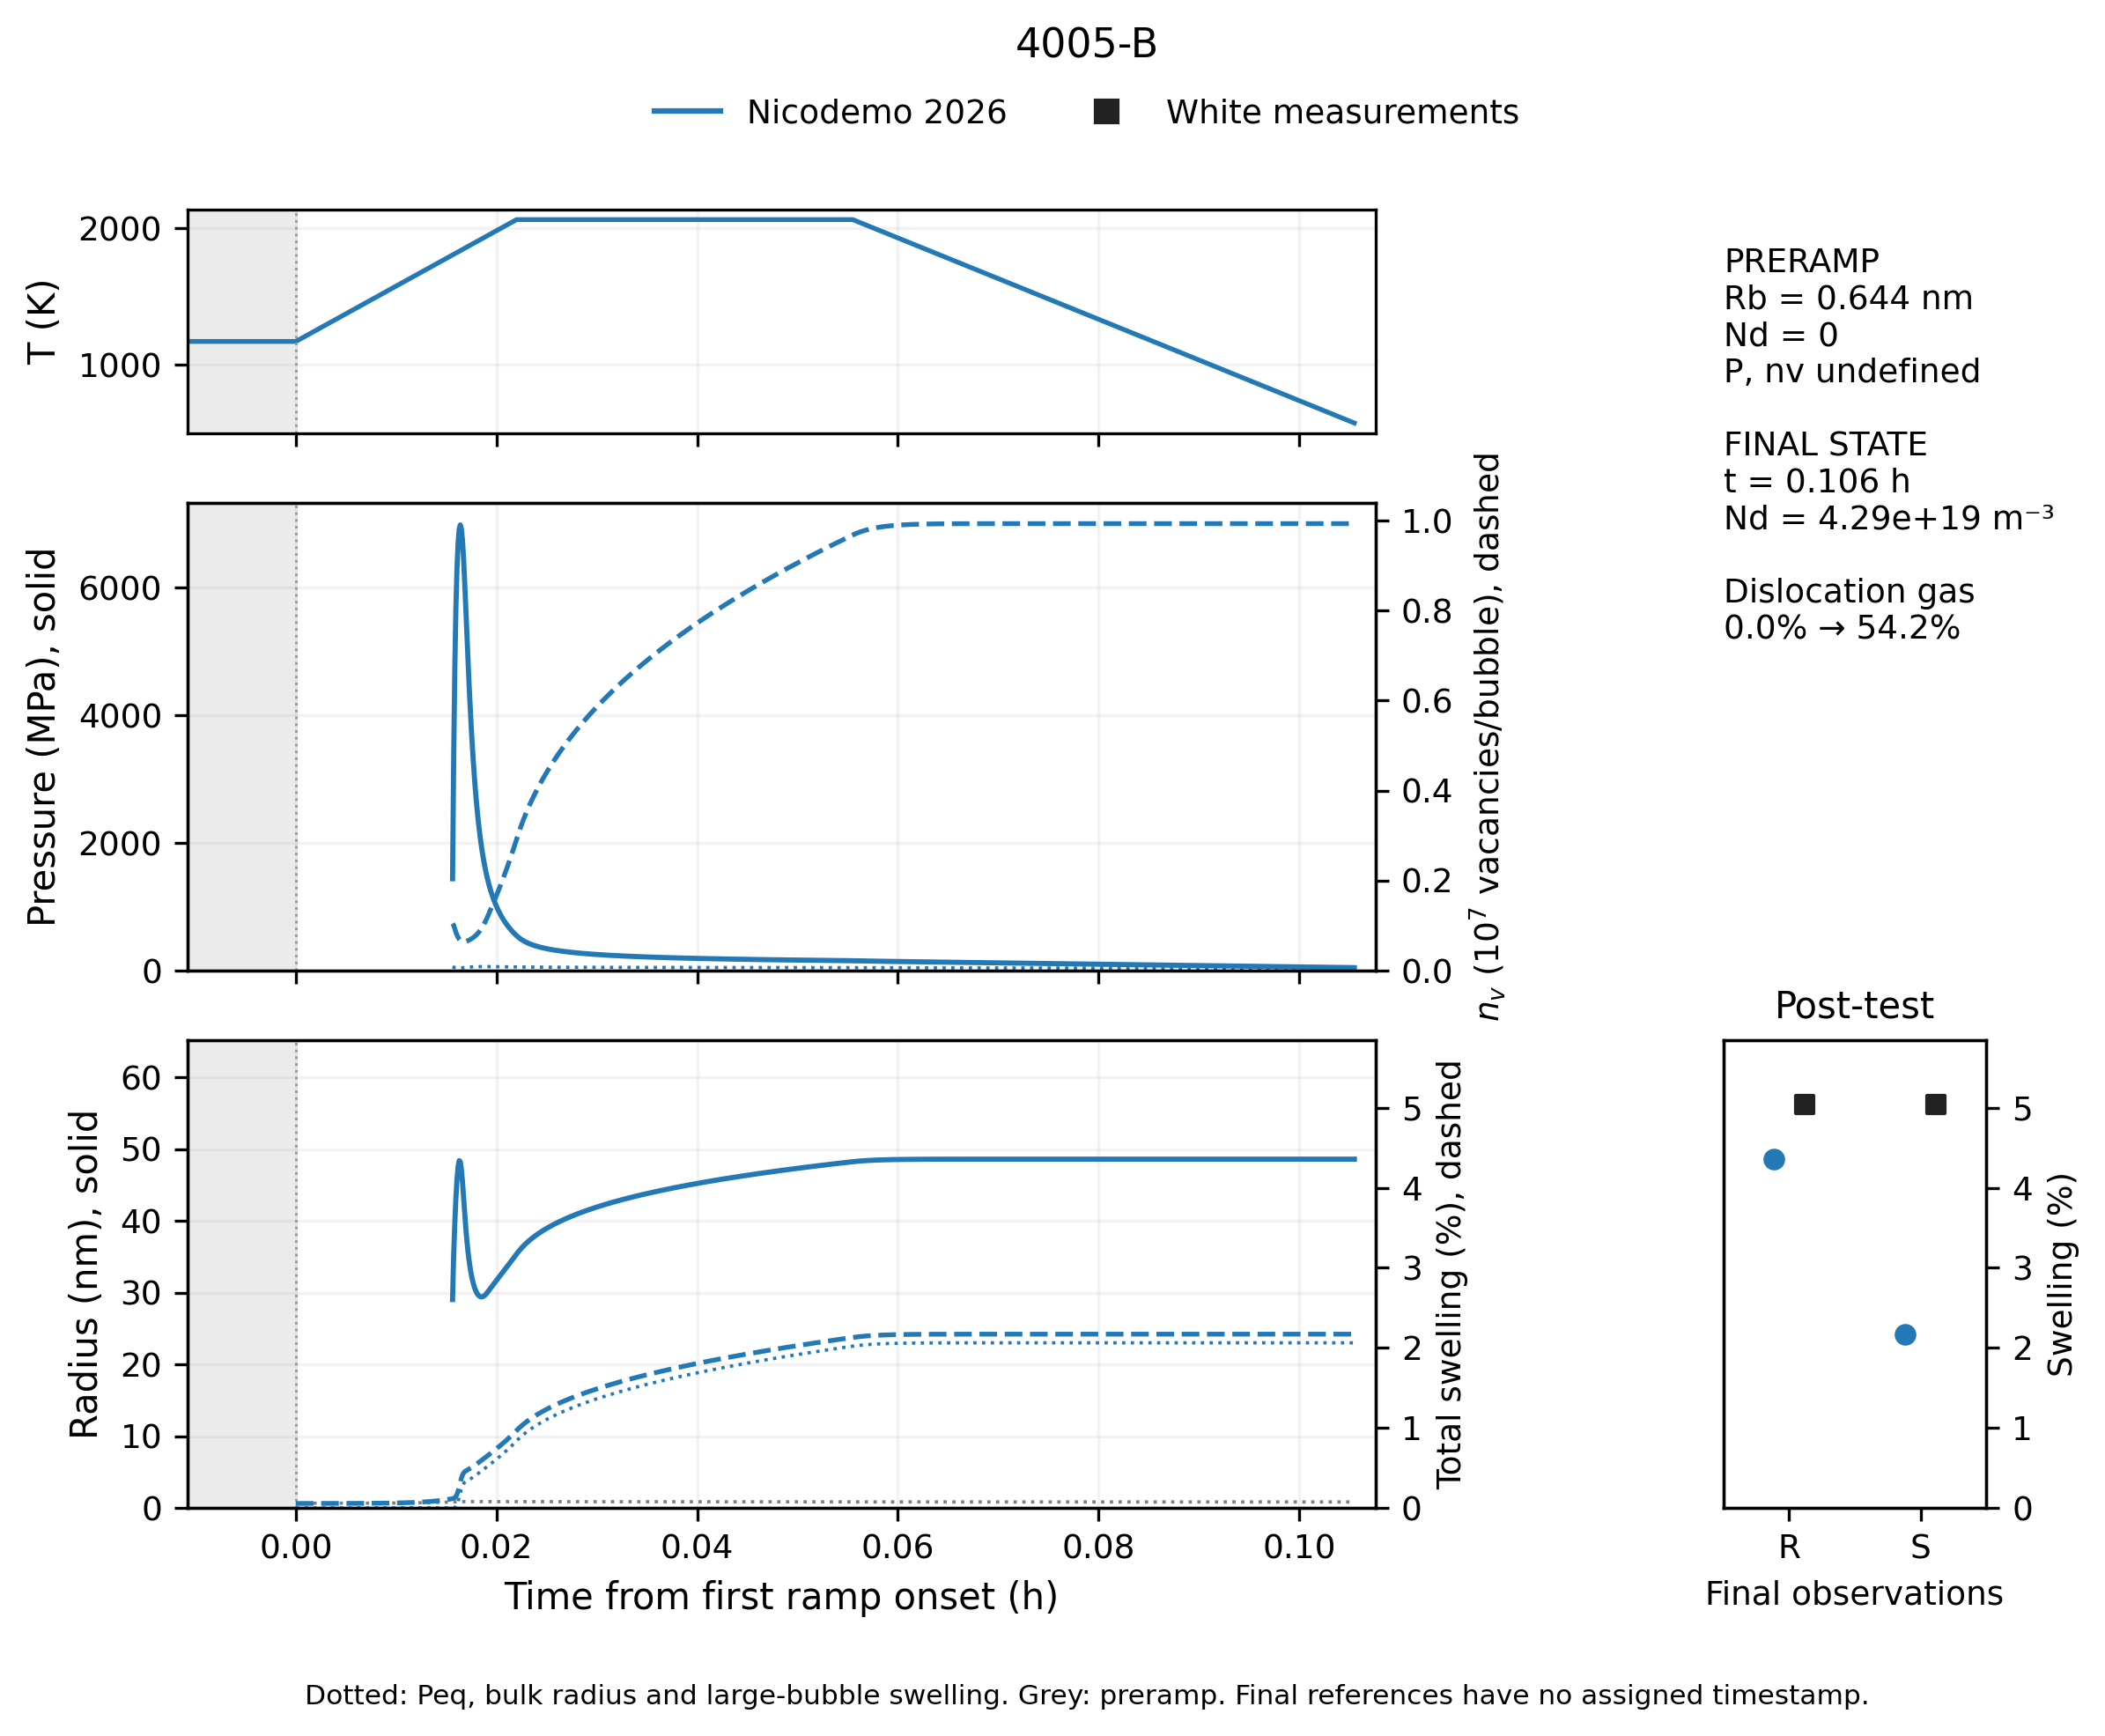 4005-B
Nicodemo 2026
White measurements
T (K)
2000
1000
PRERAMP
Rb = 0.644 nm
Nd = 0
P, nv undefined
FINAL STATE
t = 0.106 h
Nd = 4.29e+19 m⁻³
Dislocation gas
0.0% → 54.2%
Pressure (MPa), solid
6000
4000
2000
0
1.0
0.8
0.6
0.4
0.2
0.0
nᵥ (10⁷ vacancies/bubble), dashed
Radius (nm), solid
60
50
40
30
20
10
0
5
4
3
2
1
0
Total swelling (%), dashed
0.00 0.02 0.04 0.06 0.08 0.10
Time from first ramp onset (h)
Post-test
5
4
3
2
1
0
Swelling (%)
R S
Final observations
Dotted: Peq, bulk radius and large-bubble swelling. Grey: preramp. Final references have no assigned timestamp.